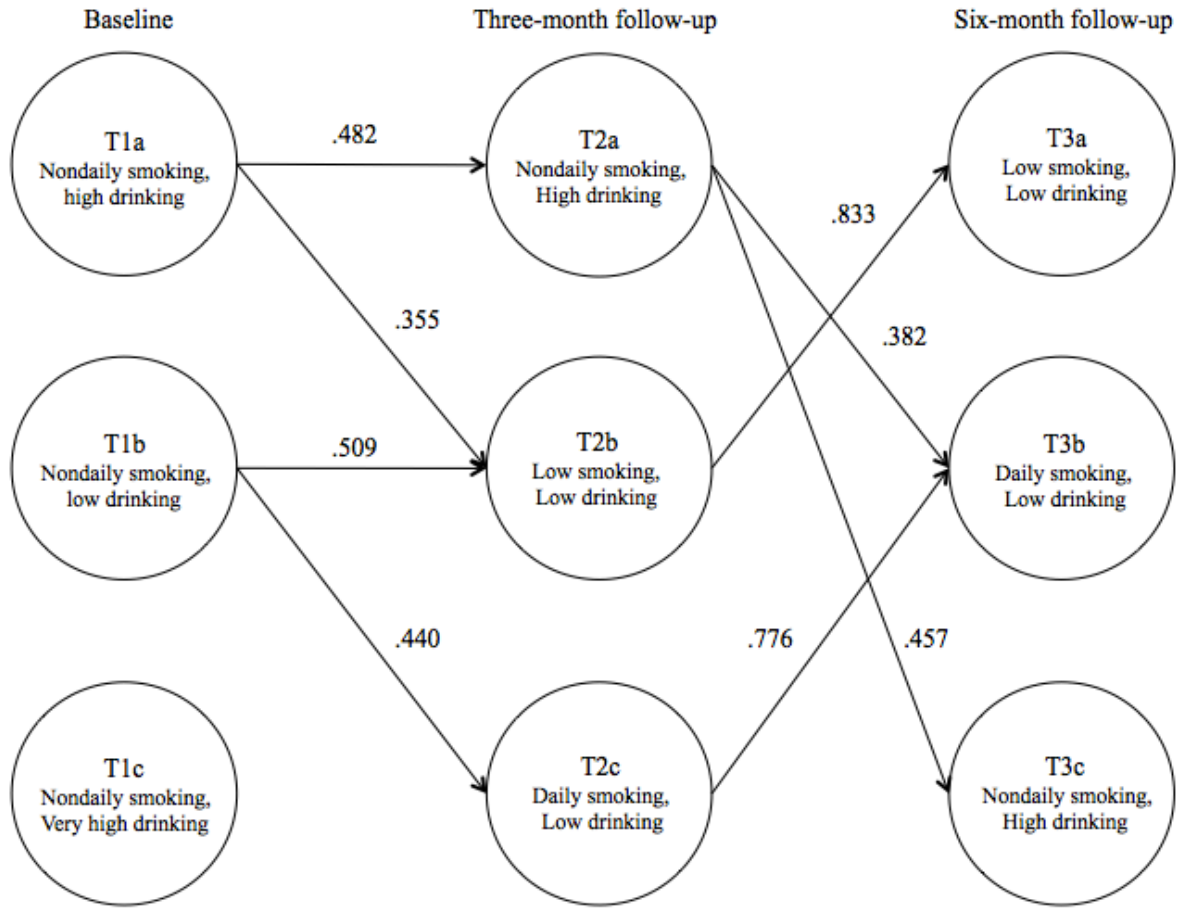 Baseline
Three-month follow-up
Six-month follow-up
T1a
Nondaily smoking,
high drinking
.482
T2a
Nondaily smoking,
High drinking
T3a
Low smoking,
Low drinking
.833
.355
.382
T1b
Nondaily smoking,
low drinking
.509
T2b
Low smoking,
Low drinking
T3b
Daily smoking,
Low drinking
.440
.776
.457
T1c
Nondaily smoking,
Very high drinking
T2c
Daily smoking,
Low drinking
T3c
Nondaily smoking,
High drinking